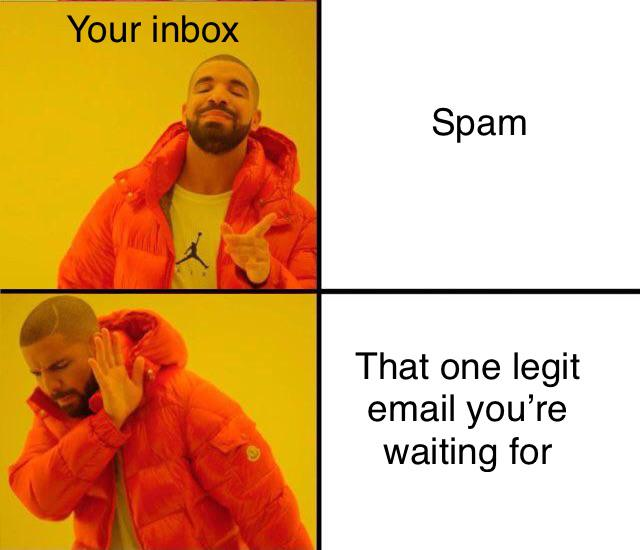 Your inbox
Spam
That one legit
email you’re
waiting for